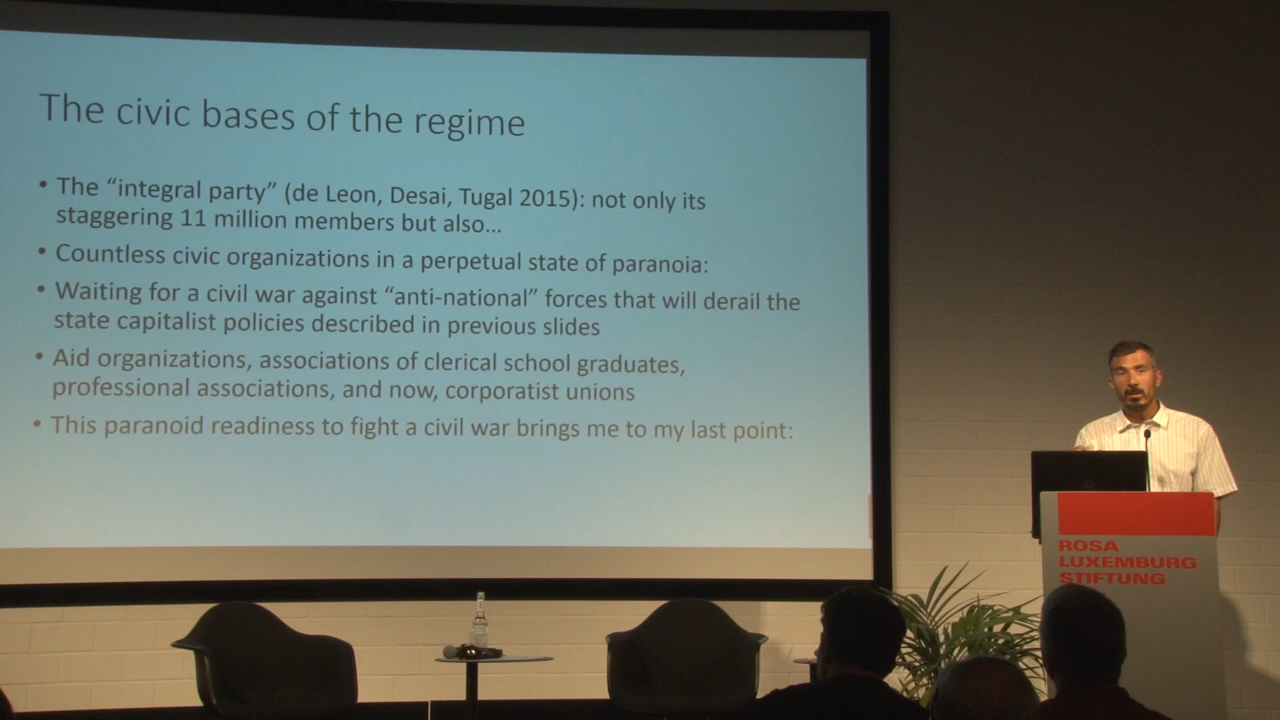 The civic bases of the regime
• The “integral party” (de Leon, Desai, Tugal 2015): not only its
staggering 11 million members but also…
• Countless civic organizations in a perpetual state of paranoia:
• Waiting for a civil war against “anti-national” forces that will derail the
state capitalist policies described in previous slides
• Aid organizations, associations of clerical school graduates,
professional associations, and now, corporatist unions
• This paranoid readiness to fight a civil war brings me to my last point:
ROSA
LUXEMBURG
STIFTUNG